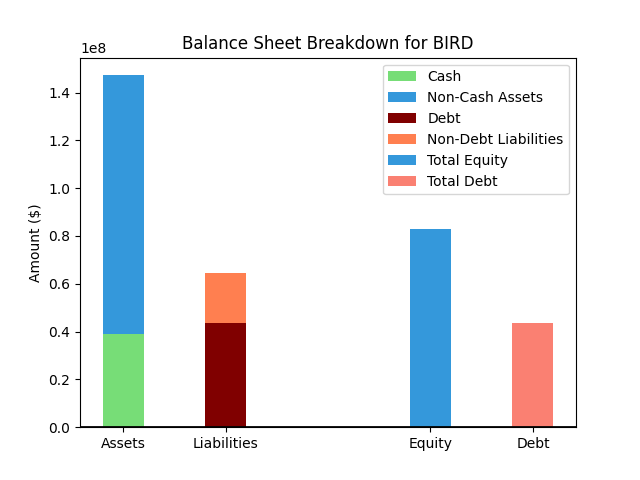 Balance Sheet Breakdown for BIRD
1e8
1.4
1.2
1.0
0.8
0.6
0.4
0.2
0.0
Amount ($)
Cash
Non-Cash Assets
Debt
Non-Debt Liabilities
Total Equity
Total Debt
Assets
Liabilities
Equity
Debt